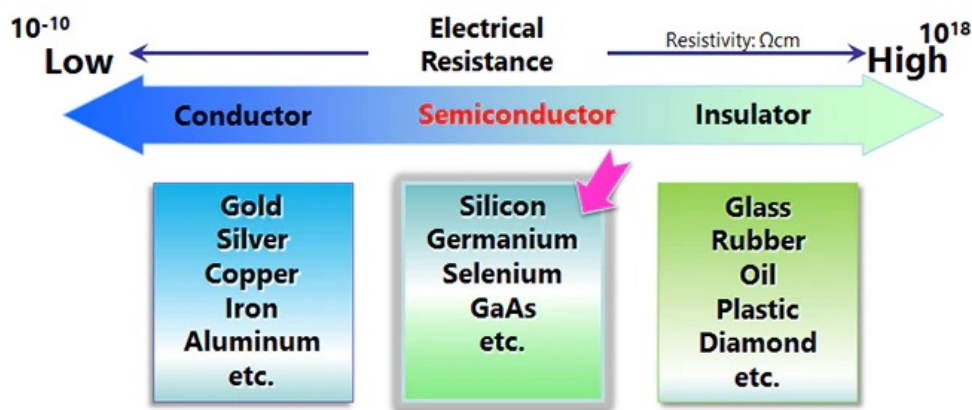 10⁻¹⁰
Low
Electrical
Resistance
Resistivity: Ωcm
10¹⁸
High
Conductor
Semiconductor
Insulator
Gold
Silver
Copper
Iron
Aluminum
etc.
Silicon
Germanium
Selenium
GaAs
etc.
Glass
Rubber
Oil
Plastic
Diamond
etc.